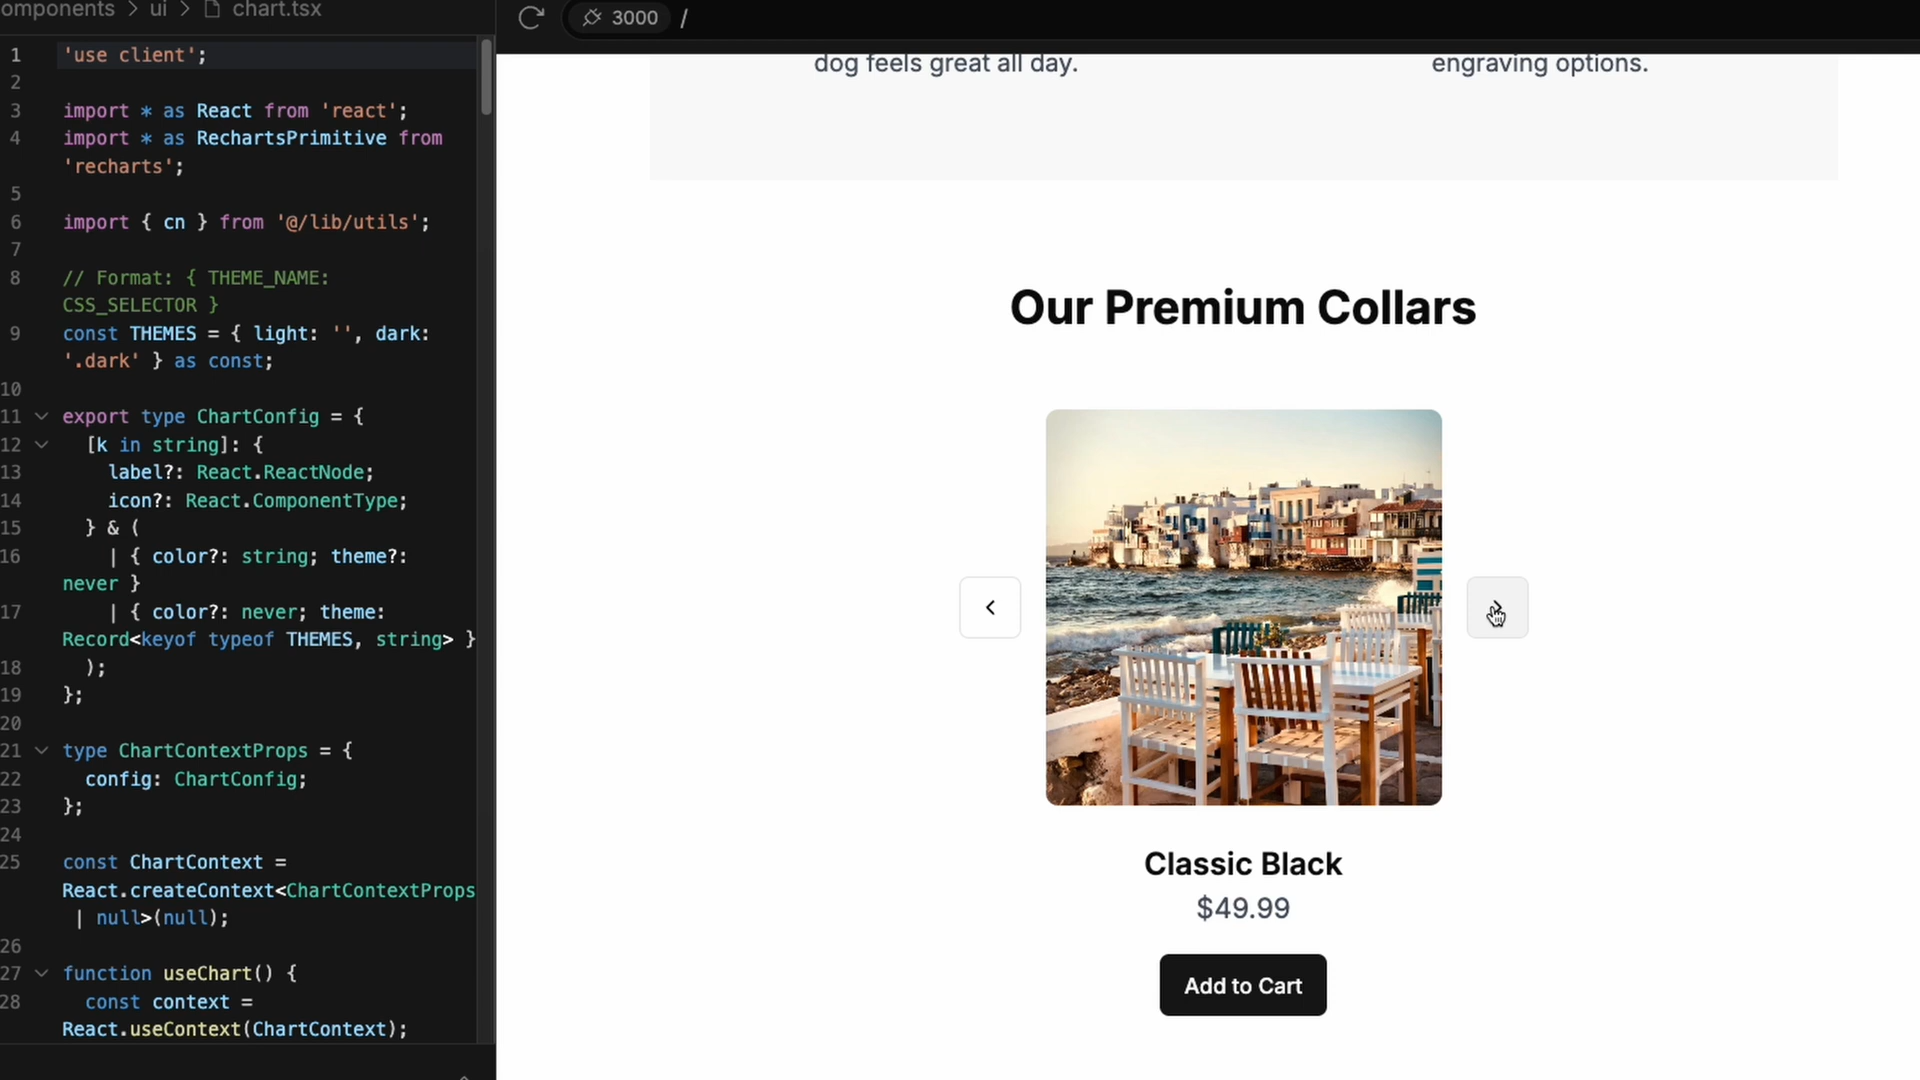 omponents > ui > chart.tsx
1 'use client';
2
3 import * as React from 'react';
4 import * as RechartsPrimitive from
'recharts';
5
6 import { cn } from '@/lib/utils';
7
8 // Format: { THEME_NAME:
CSS_SELECTOR }
9 const THEMES = { light: '', dark:
'.dark' } as const;
10
11 export type ChartConfig = {
12 [k in string]: {
13 label?: React.ReactNode;
14 icon?: React.ComponentType;
15 } & (
16 | { color?: string; theme?:
never }
17 | { color?: never; theme:
Record<keyof typeof THEMES, string> }
18 );
19 };
20
21 type ChartContextProps = {
22 config: ChartConfig;
23 };
24
25 const ChartContext =
React.createContext<ChartContextProps
| null>(null);
26
27 function useChart() {
28 const context =
React.useContext(ChartContext);
3000 /
dog feels great all day.
engraving options.
Our Premium Collars
Classic Black
$49.99
Add to Cart